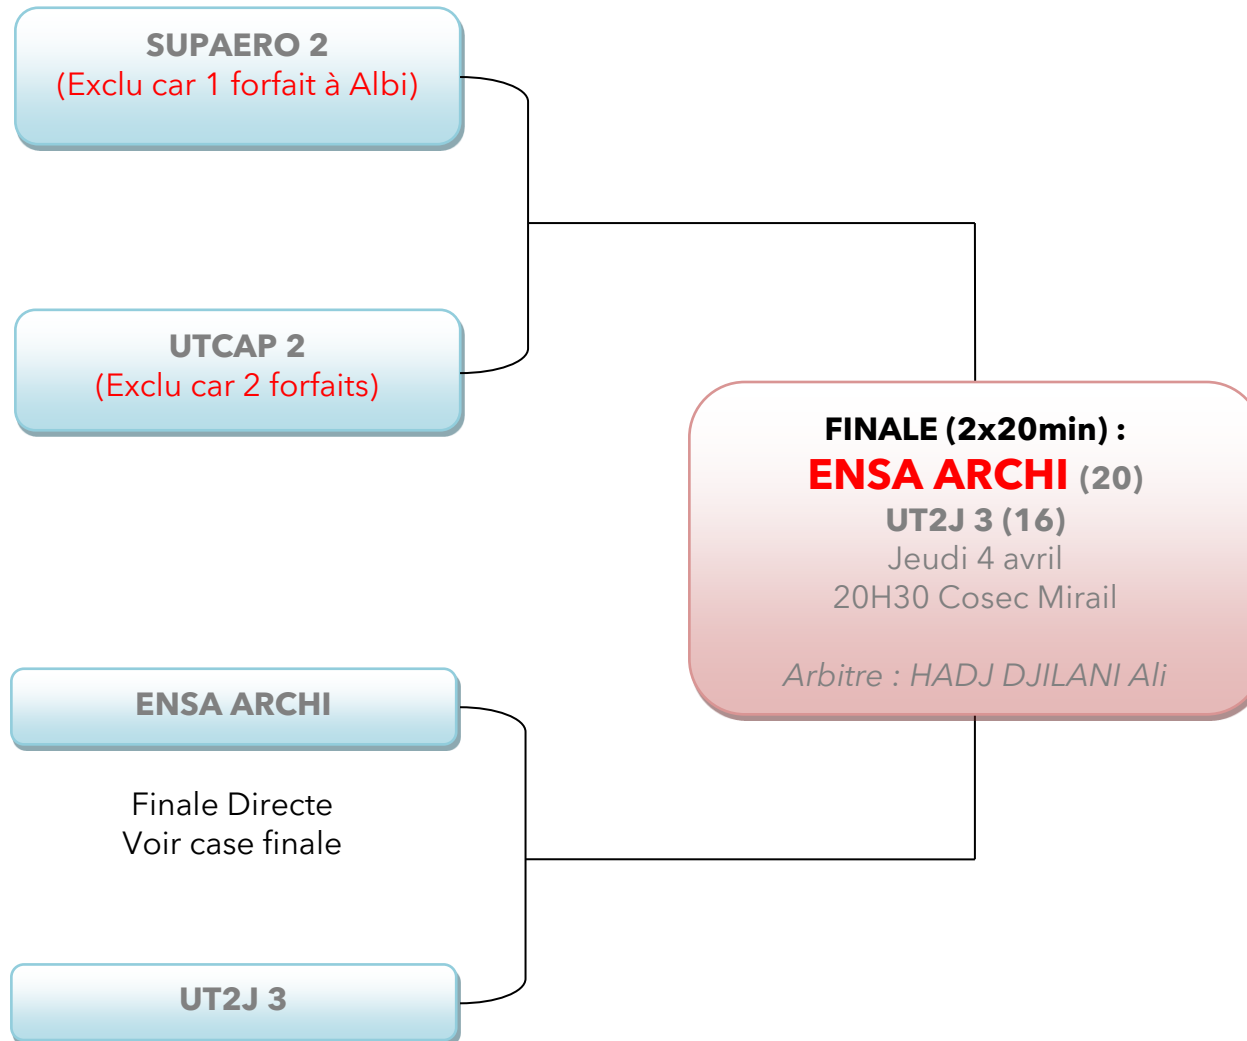 SUPAERO 2
(Exclu car 1 forfait à Albi)
UTCAP 2
(Exclu car 2 forfaits)
FINALE (2x20min) :
ENSA ARCHI (20)
UT2J 3 (16)
Jeudi 4 avril
20H30 Cosec Mirail
Arbitre : HADJ DJILANI Ali
ENSA ARCHI
Finale Directe
Voir case finale
UT2J 3